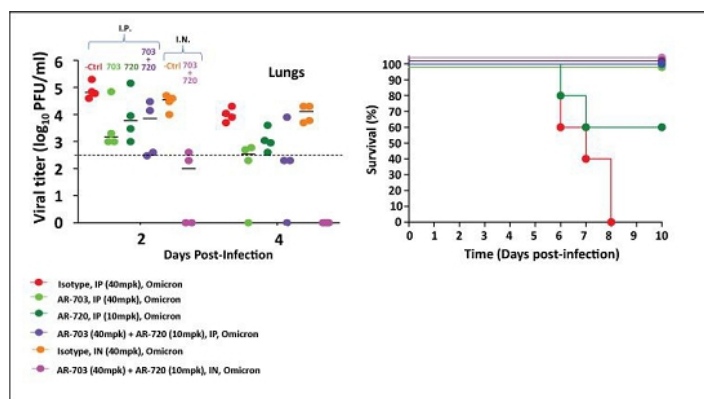 I.P.
I.N.
-Ctrl 703 720 703 + 720
-Ctrl 703 + 720
Lungs
Viral titer (log10 PFU/ml)
6
5
4
3
2
1
0
2 4
Days Post-Infection
Survival (%)
100
90
80
70
60
50
40
30
20
10
0
0 1 2 3 4 5 6 7 8 9 10
Time (Days post-infection)
Isotype, IP (40mpk), Omicron
AR-703, IP (40mpk), Omicron
AR-720, IP (10mpk), Omicron
AR-703 (40mpk) + AR-720 (10mpk), IP, Omicron
Isotype, IN (40mpk), Omicron
AR-703 (40mpk) + AR-720 (10mpk), IN, Omicron